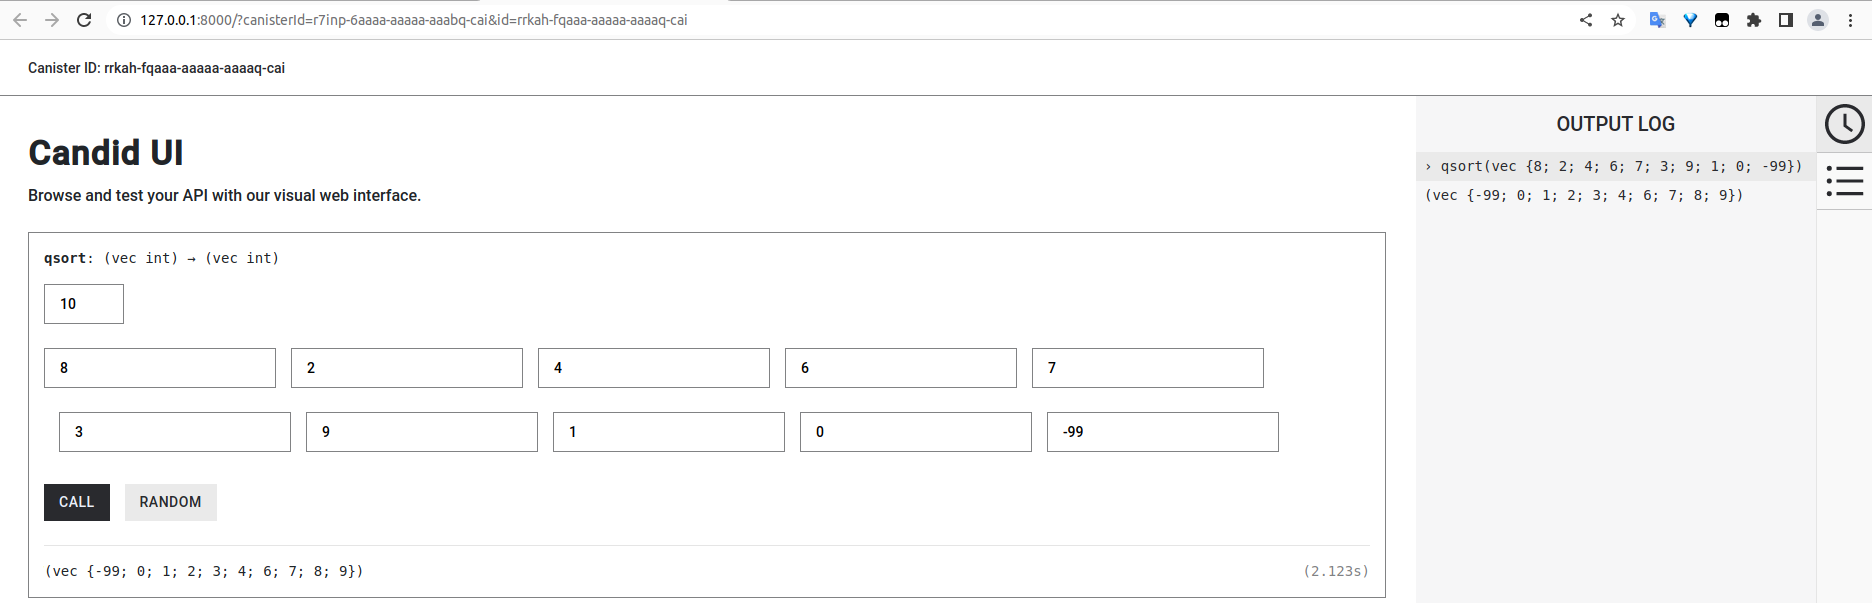 127.0.0.1:8000/?canisterId=r7inp-6aaaa-aaaaa-aaabq-cai&id=rrkah-fqaaa-aaaaa-aaaaq-cai
Canister ID: rrkah-fqaaa-aaaaa-aaaaq-cai
Candid UI
Browse and test your API with our visual web interface.
qsort: (vec int) → (vec int)
10
8 2 4 6 7
3 9 1 0 -99
CALL RANDOM
(vec {-99; 0; 1; 2; 3; 4; 6; 7; 8; 9}) (2.123s)
OUTPUT LOG
› qsort(vec {8; 2; 4; 6; 7; 3; 9; 1; 0; -99})
(vec {-99; 0; 1; 2; 3; 4; 6; 7; 8; 9})